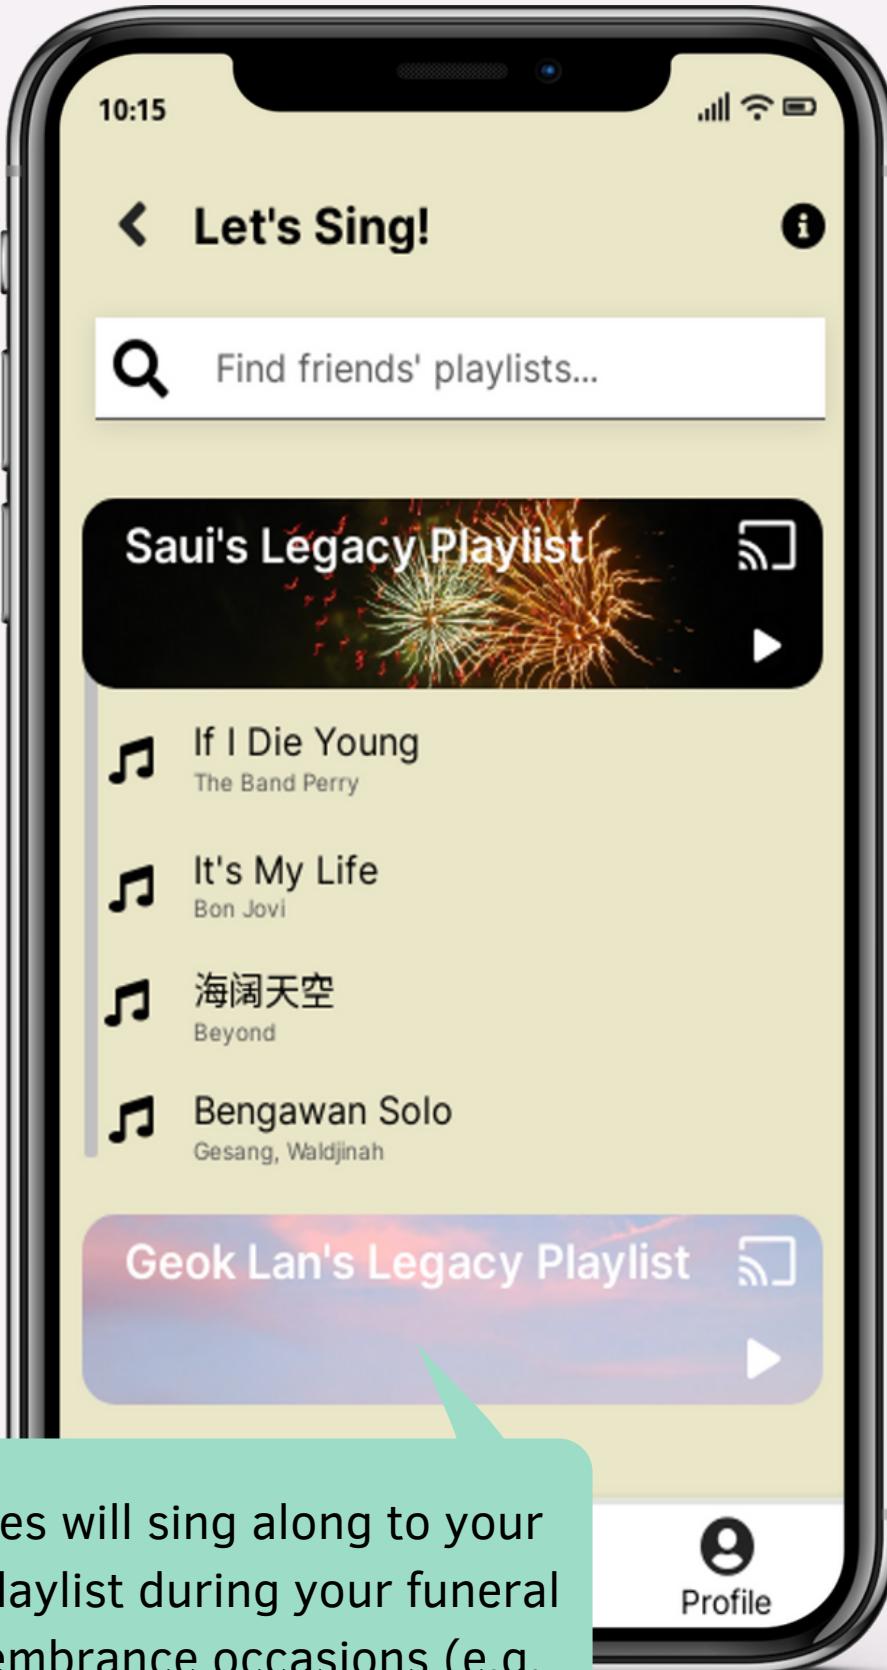 10:15
Let's Sing!
Find friends' playlists...
Saui's Legacy Playlist
If I Die Young
The Band Perry
It's My Life
Bon Jovi
海阔天空
Beyond
Bengawan Solo
Gesang, Waldjinah
Geok Lan's Legacy Playlist
will sing along to your
during your funeral
occasions (e.g.
Profile